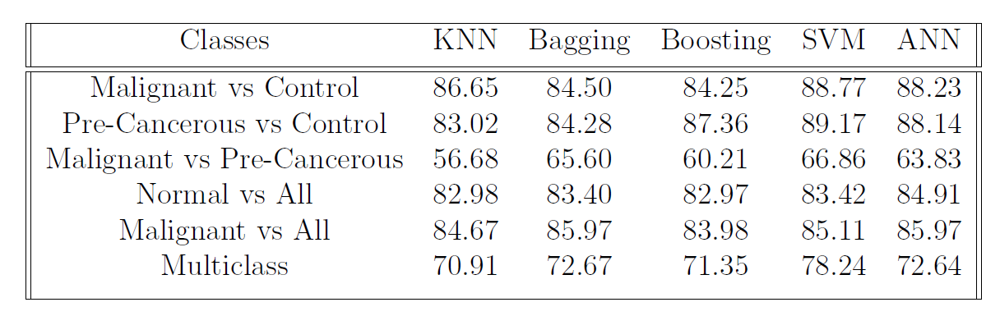 Classes KNN Bagging Boosting SVM ANN
Malignant vs Control 86.65 84.50 84.25 88.77 88.23
Pre-Cancerous vs Control 83.02 84.28 87.36 89.17 88.14
Malignant vs Pre-Cancerous 56.68 65.60 60.21 66.86 63.83
Normal vs All 82.98 83.40 82.97 83.42 84.91
Malignant vs All 84.67 85.97 83.98 85.11 85.97
Multiclass 70.91 72.67 71.35 78.24 72.64